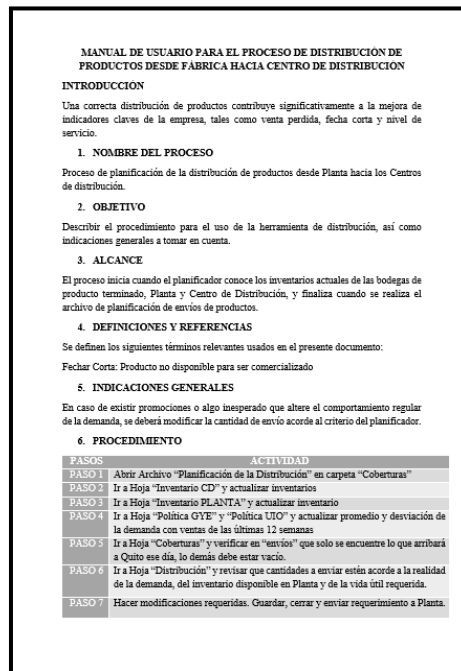 MANUAL DE USUARIO PARA EL PROCESO DE DISTRIBUCIÓN DE
PRODUCTOS DESDE FÁBRICA HACIA CENTRO DE DISTRIBUCIÓN
INTRODUCCIÓN
Una correcta distribución de productos contribuye significativamente a la mejora de
indicadores claves de la empresa, tales como venta perdida, fecha corta y nivel de
servicio.
1. NOMBRE DEL PROCESO
Proceso de planificación de la distribución de productos desde Planta hacia los Centros
de distribución.
2. OBJETIVO
Describir el procedimiento para el uso de la herramienta de distribución, así como
indicaciones generales a tomar en cuenta.
3. ALCANCE
El proceso inicia cuando el planificador conoce los inventarios actuales de las bodegas de
producto terminado, Planta y Centro de Distribución, y finaliza cuando se realiza el
archivo de planificación de envíos de productos.
4. DEFINICIONES Y REFERENCIAS
Se definen los siguientes términos relevantes usados en el presente documento:
Fechar Corta: Producto no disponible para ser comercializado
5. INDICACIONES GENERALES
En caso de existir promociones o algo inesperado que altere el comportamiento regular
de la demanda, se deberá modificar la cantidad de envío acorde al criterio del planificador.
6. PROCEDIMIENTO
PASOS ACTIVIDAD
PASO 1 Abrir Archivo “Planificación de la Distribución” en carpeta “Coberturas”
PASO 2 Ir a Hoja “Inventario CD” y actualizar inventarios
PASO 3 Ir a Hoja “Inventario PLANTA” y actualizar inventario
PASO 4 Ir a Hoja “Política GYE” y “Política UIO” y actualizar promedio y desviación de
la demanda con ventas de las últimas 12 semanas
PASO 5 Ir a Hoja “Coberturas” y verificar en “envíos” que solo se encuentre lo que arribará
a Quito ese día, lo demás debe estar vacío.
PASO 6 Ir a Hoja “Distribución” y revisar que cantidades a enviar estén acorde a la realidad
de la demanda, del inventario disponible en Planta y de la vida útil requerida.
PASO 7 Hacer modificaciones requeridas. Guardar, cerrar y enviar requerimiento a Planta.